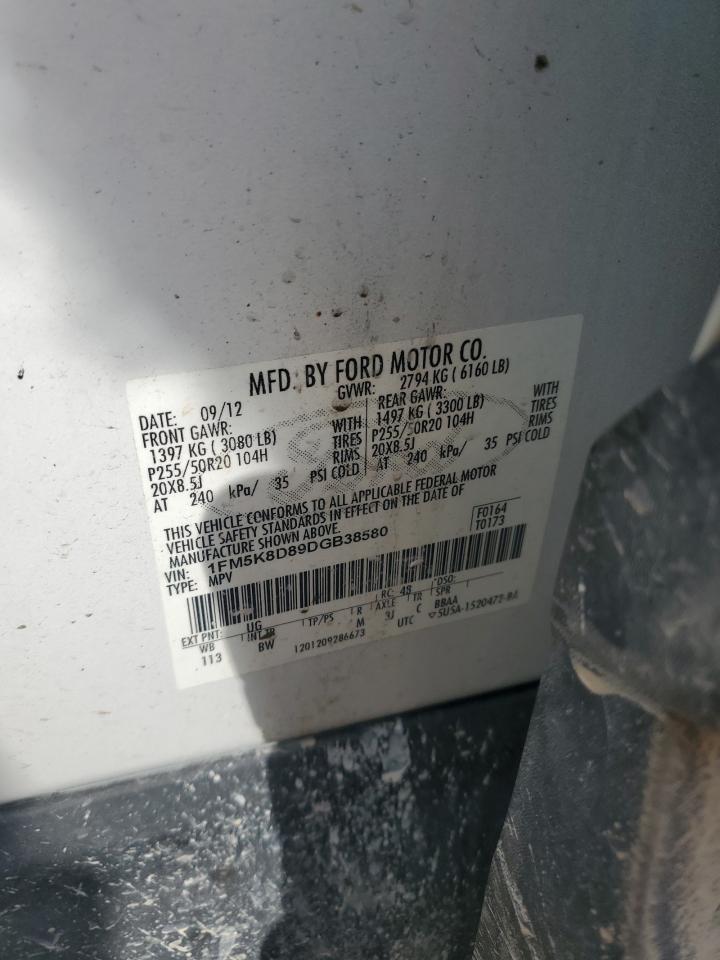 MFD. BY FORD MOTOR CO.
DATE: 09/12 GVWR: 2794 KG ( 6160 LB)
FRONT GAWR: WITH REAR GAWR: WITH
1397 KG ( 3080 LB) TIRES 1497 KG ( 3300 LB) TIRES
P255/50R20 104H RIMS P255/50R20 104H RIMS
20X8.5J PSI COLD 20X8.5J PSI COLD
AT 240 kPa/ 35 AT 240 kPa/ 35
THIS VEHICLE CONFORMS TO ALL APPLICABLE FEDERAL MOTOR
VEHICLE SAFETY STANDARDS IN EFFECT ON THE DATE OF
MANUFACTURE SHOWN ABOVE.
VIN: 1FM5K8D89DGB38580 F0164
TYPE: MPV T0173
EXT PNT: UG RC: 48 DSO:
WB INT TR TP/PS R AXLE TR SPR
113 BW M 3J C BBAA
1201209286673 UTC 5USA-1520472-BA